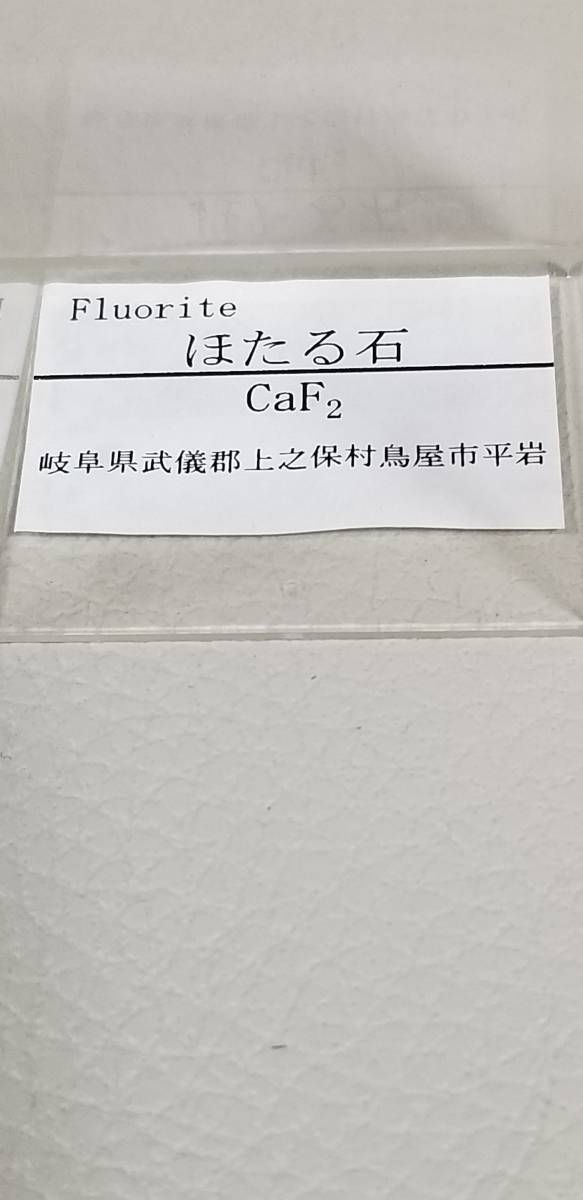 Fluorite
ほたる石
CaF₂
岐阜県武儀郡上之保村鳥屋市平岩